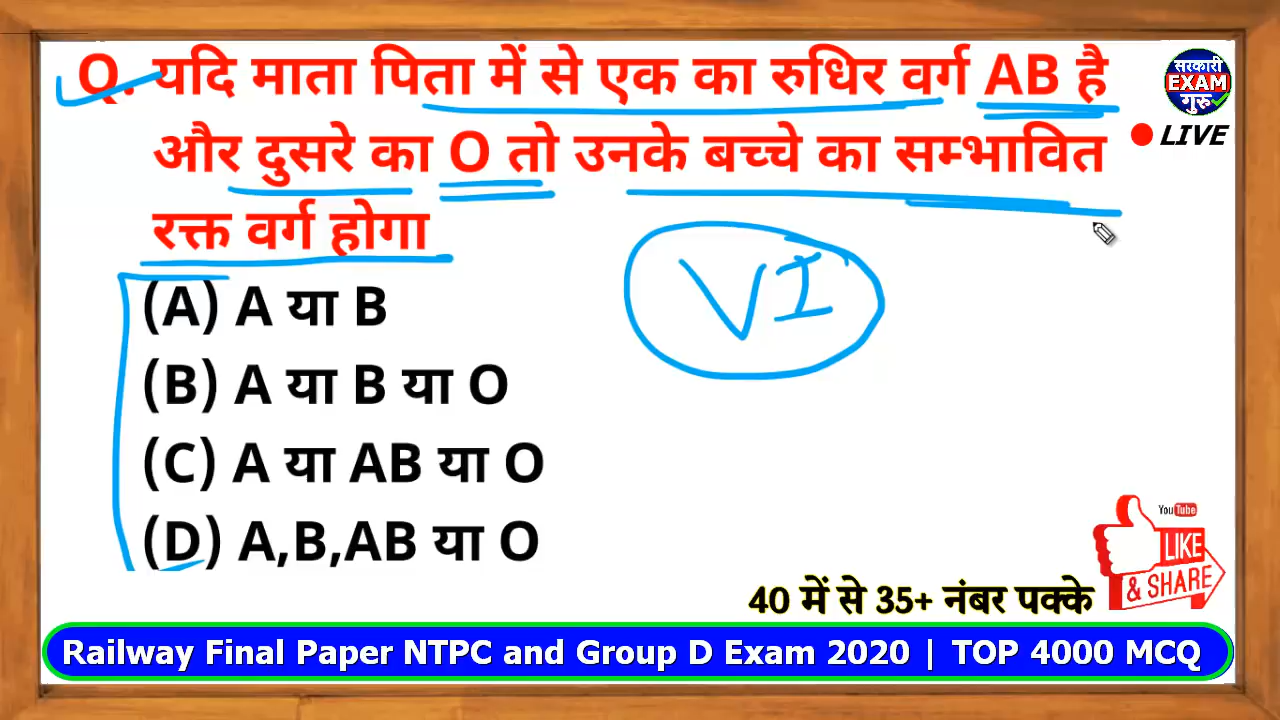 Q. यदि माता पिता में से एक का रुधिर वर्ग AB है
और दुसरे का O तो उनके बच्चे का सम्भावित
रक्त वर्ग होगा
(A) A या B
(B) A या B या O
(C) A या AB या O
(D) A,B,AB या O
VI
सरकारी
EXAM
गुरु
LIVE
YouTube
LIKE
& SHARE
40 में से 35+ नंबर पक्के
Railway Final Paper NTPC and Group D Exam 2020 | TOP 4000 MCQ